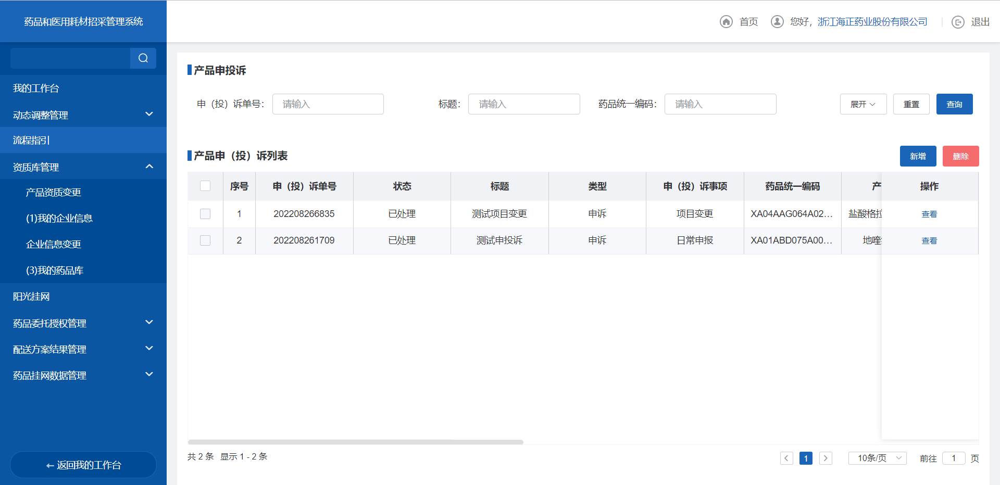 药品和医用耗材招采管理系统
首页
您好，浙江海正药业股份有限公司
退出
我的工作台
动态调整管理
流程指引
资质库管理
产品资质变更
(1)我的企业信息
企业信息变更
(3)我的药品库
阳光挂网
药品委托授权管理
配送方案结果管理
药品挂网数据管理
←返回我的工作台
产品申投诉
申（投）诉单号： 请输入 标题： 请输入 药品统一编码： 请输入 展开 重置 查询
产品申（投）诉列表 新增 删除
序号 申（投）诉单号 状态 标题 类型 申（投）诉事项 药品统一编码 产 操作
1 202208266835 已处理 测试项目变更 申诉 项目变更 XA04AAG064A02... 盐酸格拉 查看
2 202208261709 已处理 测试申投诉 申诉 日常申报 XA01ABD075A00... 地喹 查看
共 2 条 显示 1 - 2 条 1 10条/页 前往 1 页